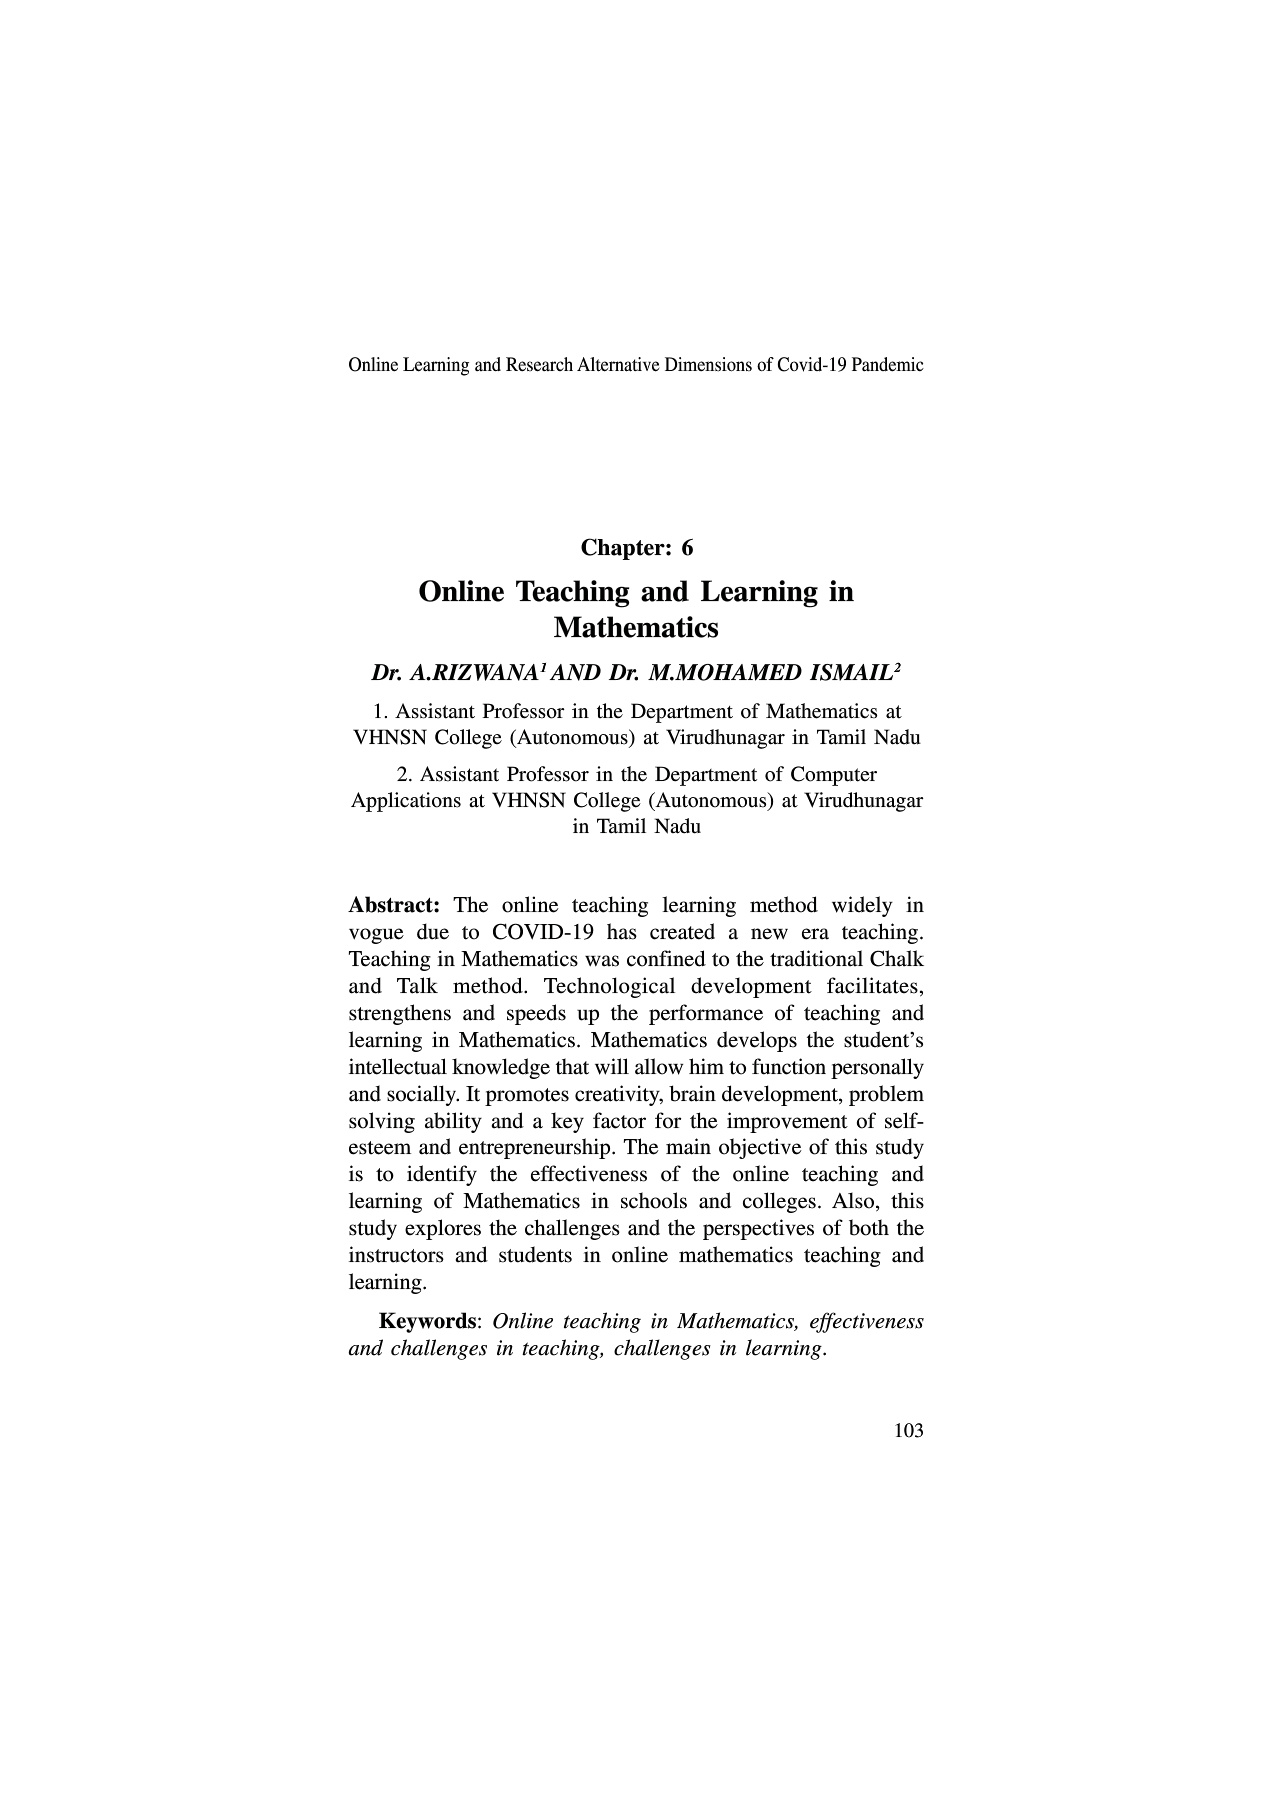 Online Learning and Research Alternative Dimensions of Covid-19 Pandemic
Chapter: 6
Online Teaching and Learning in
Mathematics
Dr. A.RIZWANA¹ AND Dr. M.MOHAMED ISMAIL²
1. Assistant Professor in the Department of Mathematics at
VHNSN College (Autonomous) at Virudhunagar in Tamil Nadu
2. Assistant Professor in the Department of Computer
Applications at VHNSN College (Autonomous) at Virudhunagar
in Tamil Nadu
Abstract: The online teaching learning method widely in
vogue due to COVID-19 has created a new era teaching.
Teaching in Mathematics was confined to the traditional Chalk
and Talk method. Technological development facilitates,
strengthens and speeds up the performance of teaching and
learning in Mathematics. Mathematics develops the student’s
intellectual knowledge that will allow him to function personally
and socially. It promotes creativity, brain development, problem
solving ability and a key factor for the improvement of self-
esteem and entrepreneurship. The main objective of this study
is to identify the effectiveness of the online teaching and
learning of Mathematics in schools and colleges. Also, this
study explores the challenges and the perspectives of both the
instructors and students in online mathematics teaching and
learning.
Keywords: Online teaching in Mathematics, effectiveness
and challenges in teaching, challenges in learning.
103